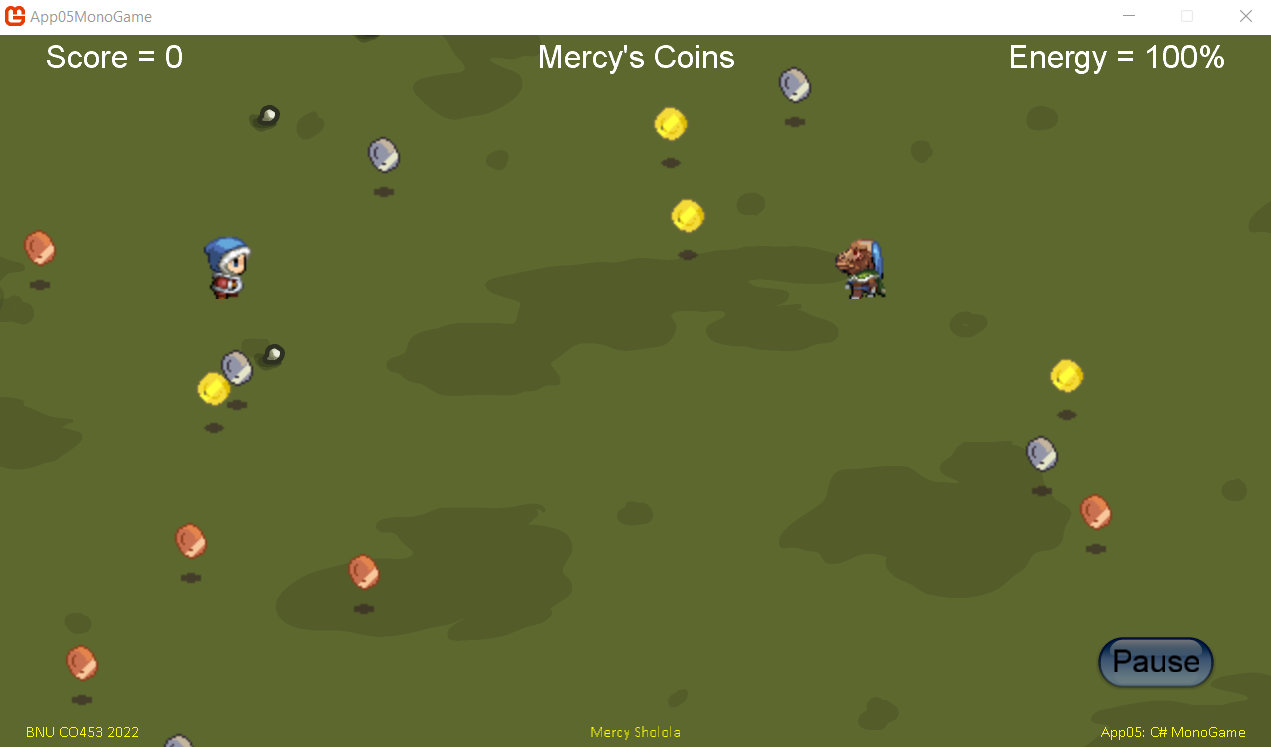 App05MonoGame
Score = 0
Mercy's Coins
Energy = 100%
Pause
BNU CO453 2022
Mercy Sholola
App05: C# MonoGame